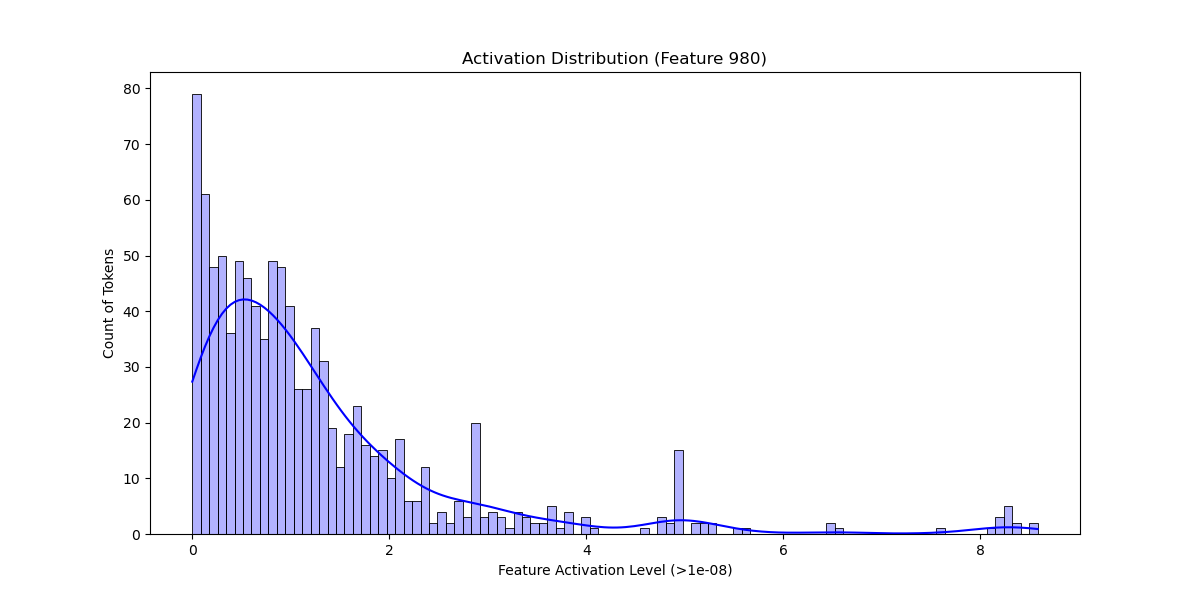 Activation Distribution (Feature 980)
80
70
60
50
40
30
20
10
0
Count of Tokens
0 2 4 6 8
Feature Activation Level (>1e-08)